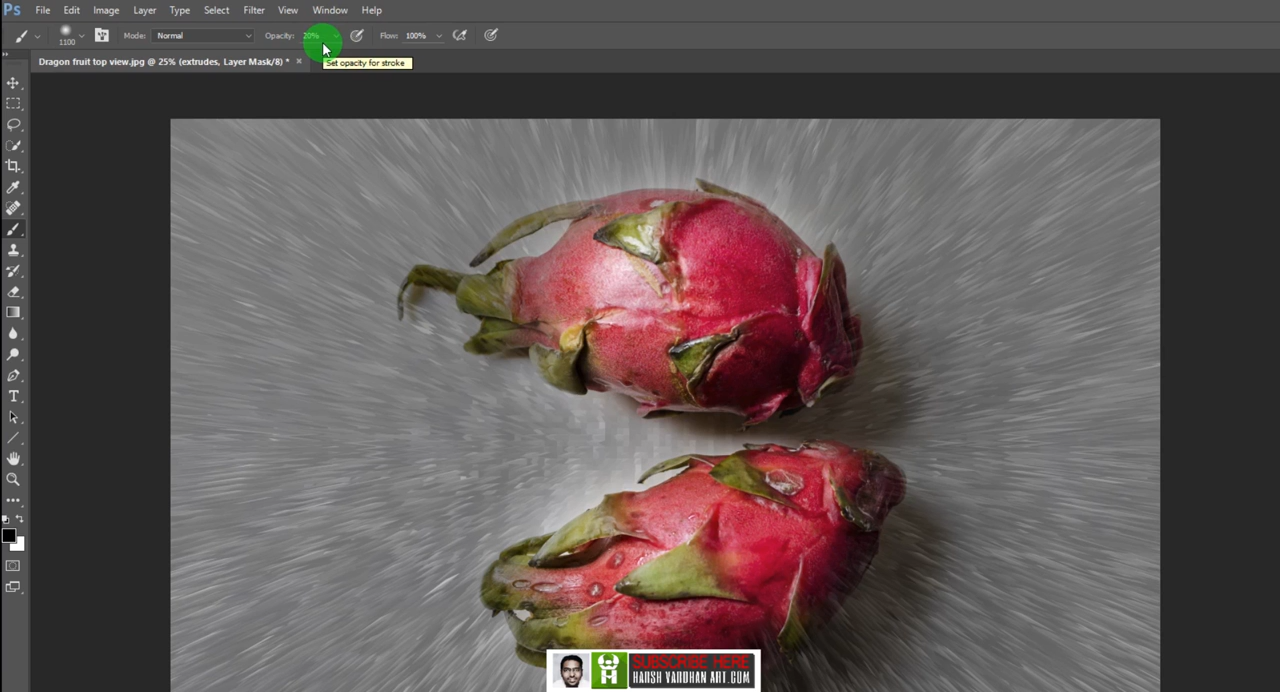 Ps File Edit Image Layer Type Select Filter View Window Help
1100 Mode: Normal Opacity: 20% Flow: 100%
Set opacity for stroke
Dragon fruit top view.jpg @ 25% (extrudes, Layer Mask/8) * ×
T
SUBSCRIBE HERE
HARSH VARDHAN ART.COM